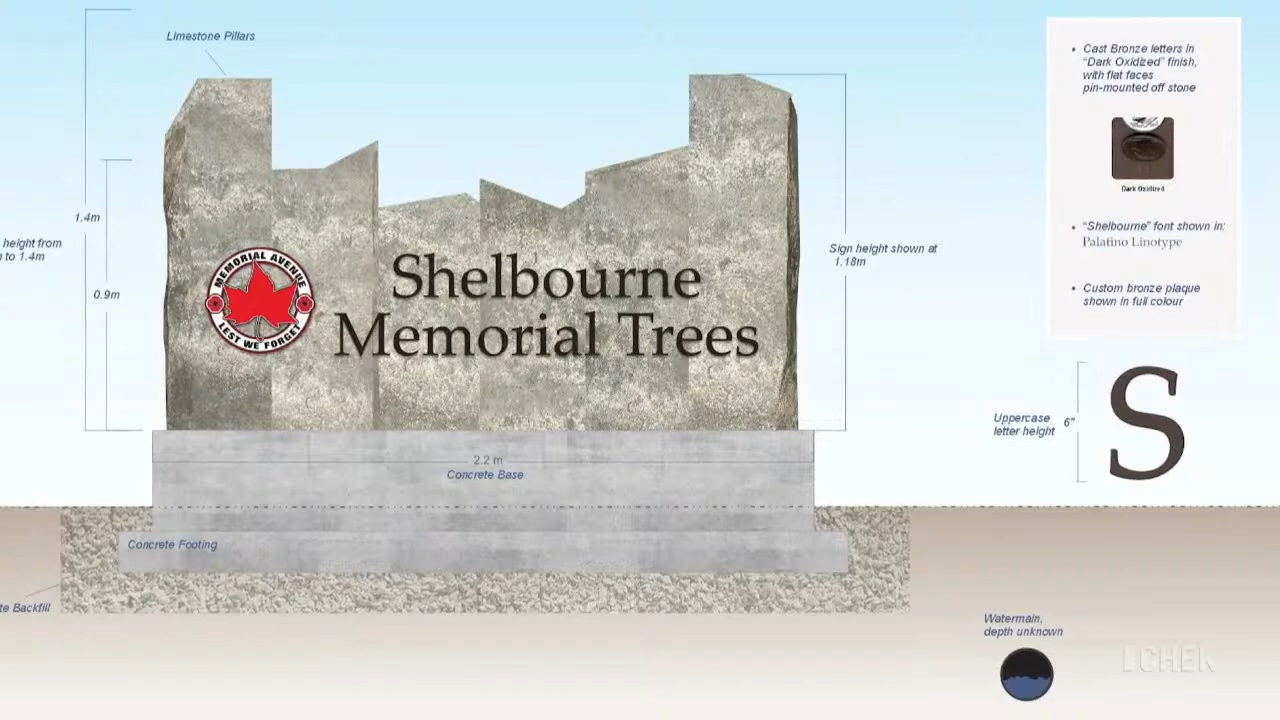 Limestone Pillars
1.4m
height from
to 1.4m
0.9m
MEMORIAL AVENUE
LEST WE FORGET
Shelbourne
Memorial Trees
Sign height shown at
1.18m
2.2 m
Concrete Base
Concrete Footing
te Backfill
• Cast Bronze letters in
“Dark Oxidized” finish,
with flat faces
pin-mounted off stone
Dark Oxidized
• “Shelbourne” font shown in:
Palatino Linotype
• Custom bronze plaque
shown in full colour
Uppercase
letter height
6"
S
Watermain,
depth unknown
CHEK